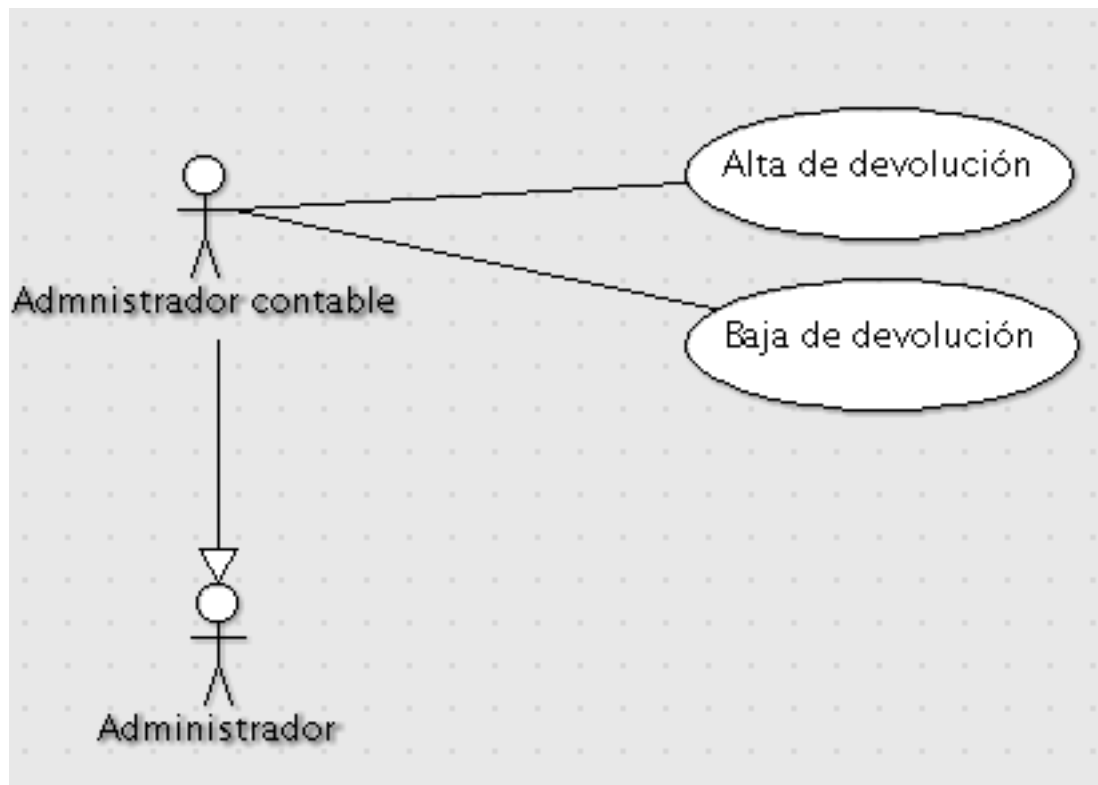 Alta de devolución
Admnistrador contable
Baja de devolución
Administrador